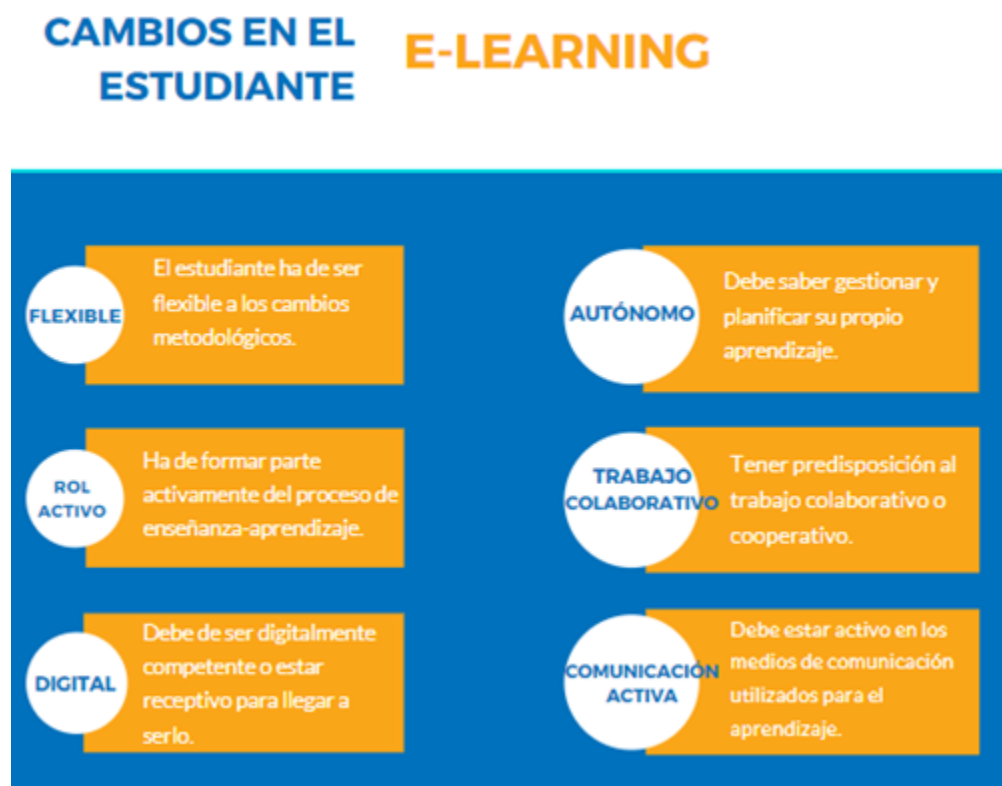 CAMBIOS EN EL
ESTUDIANTE
E-LEARNING
FLEXIBLE
El estudiante ha de ser
flexible a los cambios
metodológicos.
ROL
ACTIVO
Ha de formar parte
activamente del proceso de
enseñanza-aprendizaje.
DIGITAL
Debe de ser digitalmente
competente o estar
receptivo para llegar a
serlo.
AUTÓNOMO
Debe saber gestionar y
planificar su propio
aprendizaje.
TRABAJO
COLABORATIVO
Tener predisposición al
trabajo colaborativo o
cooperativo.
COMUNICACIÓN
ACTIVA
Debe estar activo en los
medios de comunicación
utilizados para el
aprendizaje.